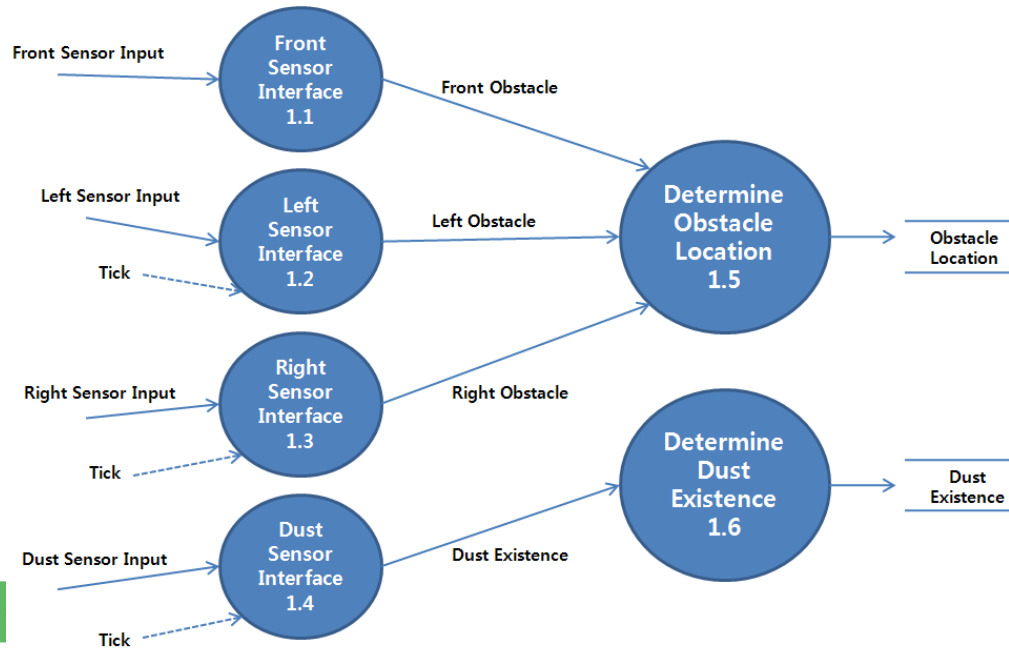 Front Sensor Input
Front
Sensor
Interface
1.1
Front Obstacle
Left Sensor Input
Tick
Left
Sensor
Interface
1.2
Left Obstacle
Determine
Obstacle
Location
1.5
Obstacle
Location
Right Sensor Input
Tick
Right
Sensor
Interface
1.3
Right Obstacle
Dust Sensor Input
Tick
Dust
Sensor
Interface
1.4
Dust Existence
Determine
Dust
Existence
1.6
Dust
Existence